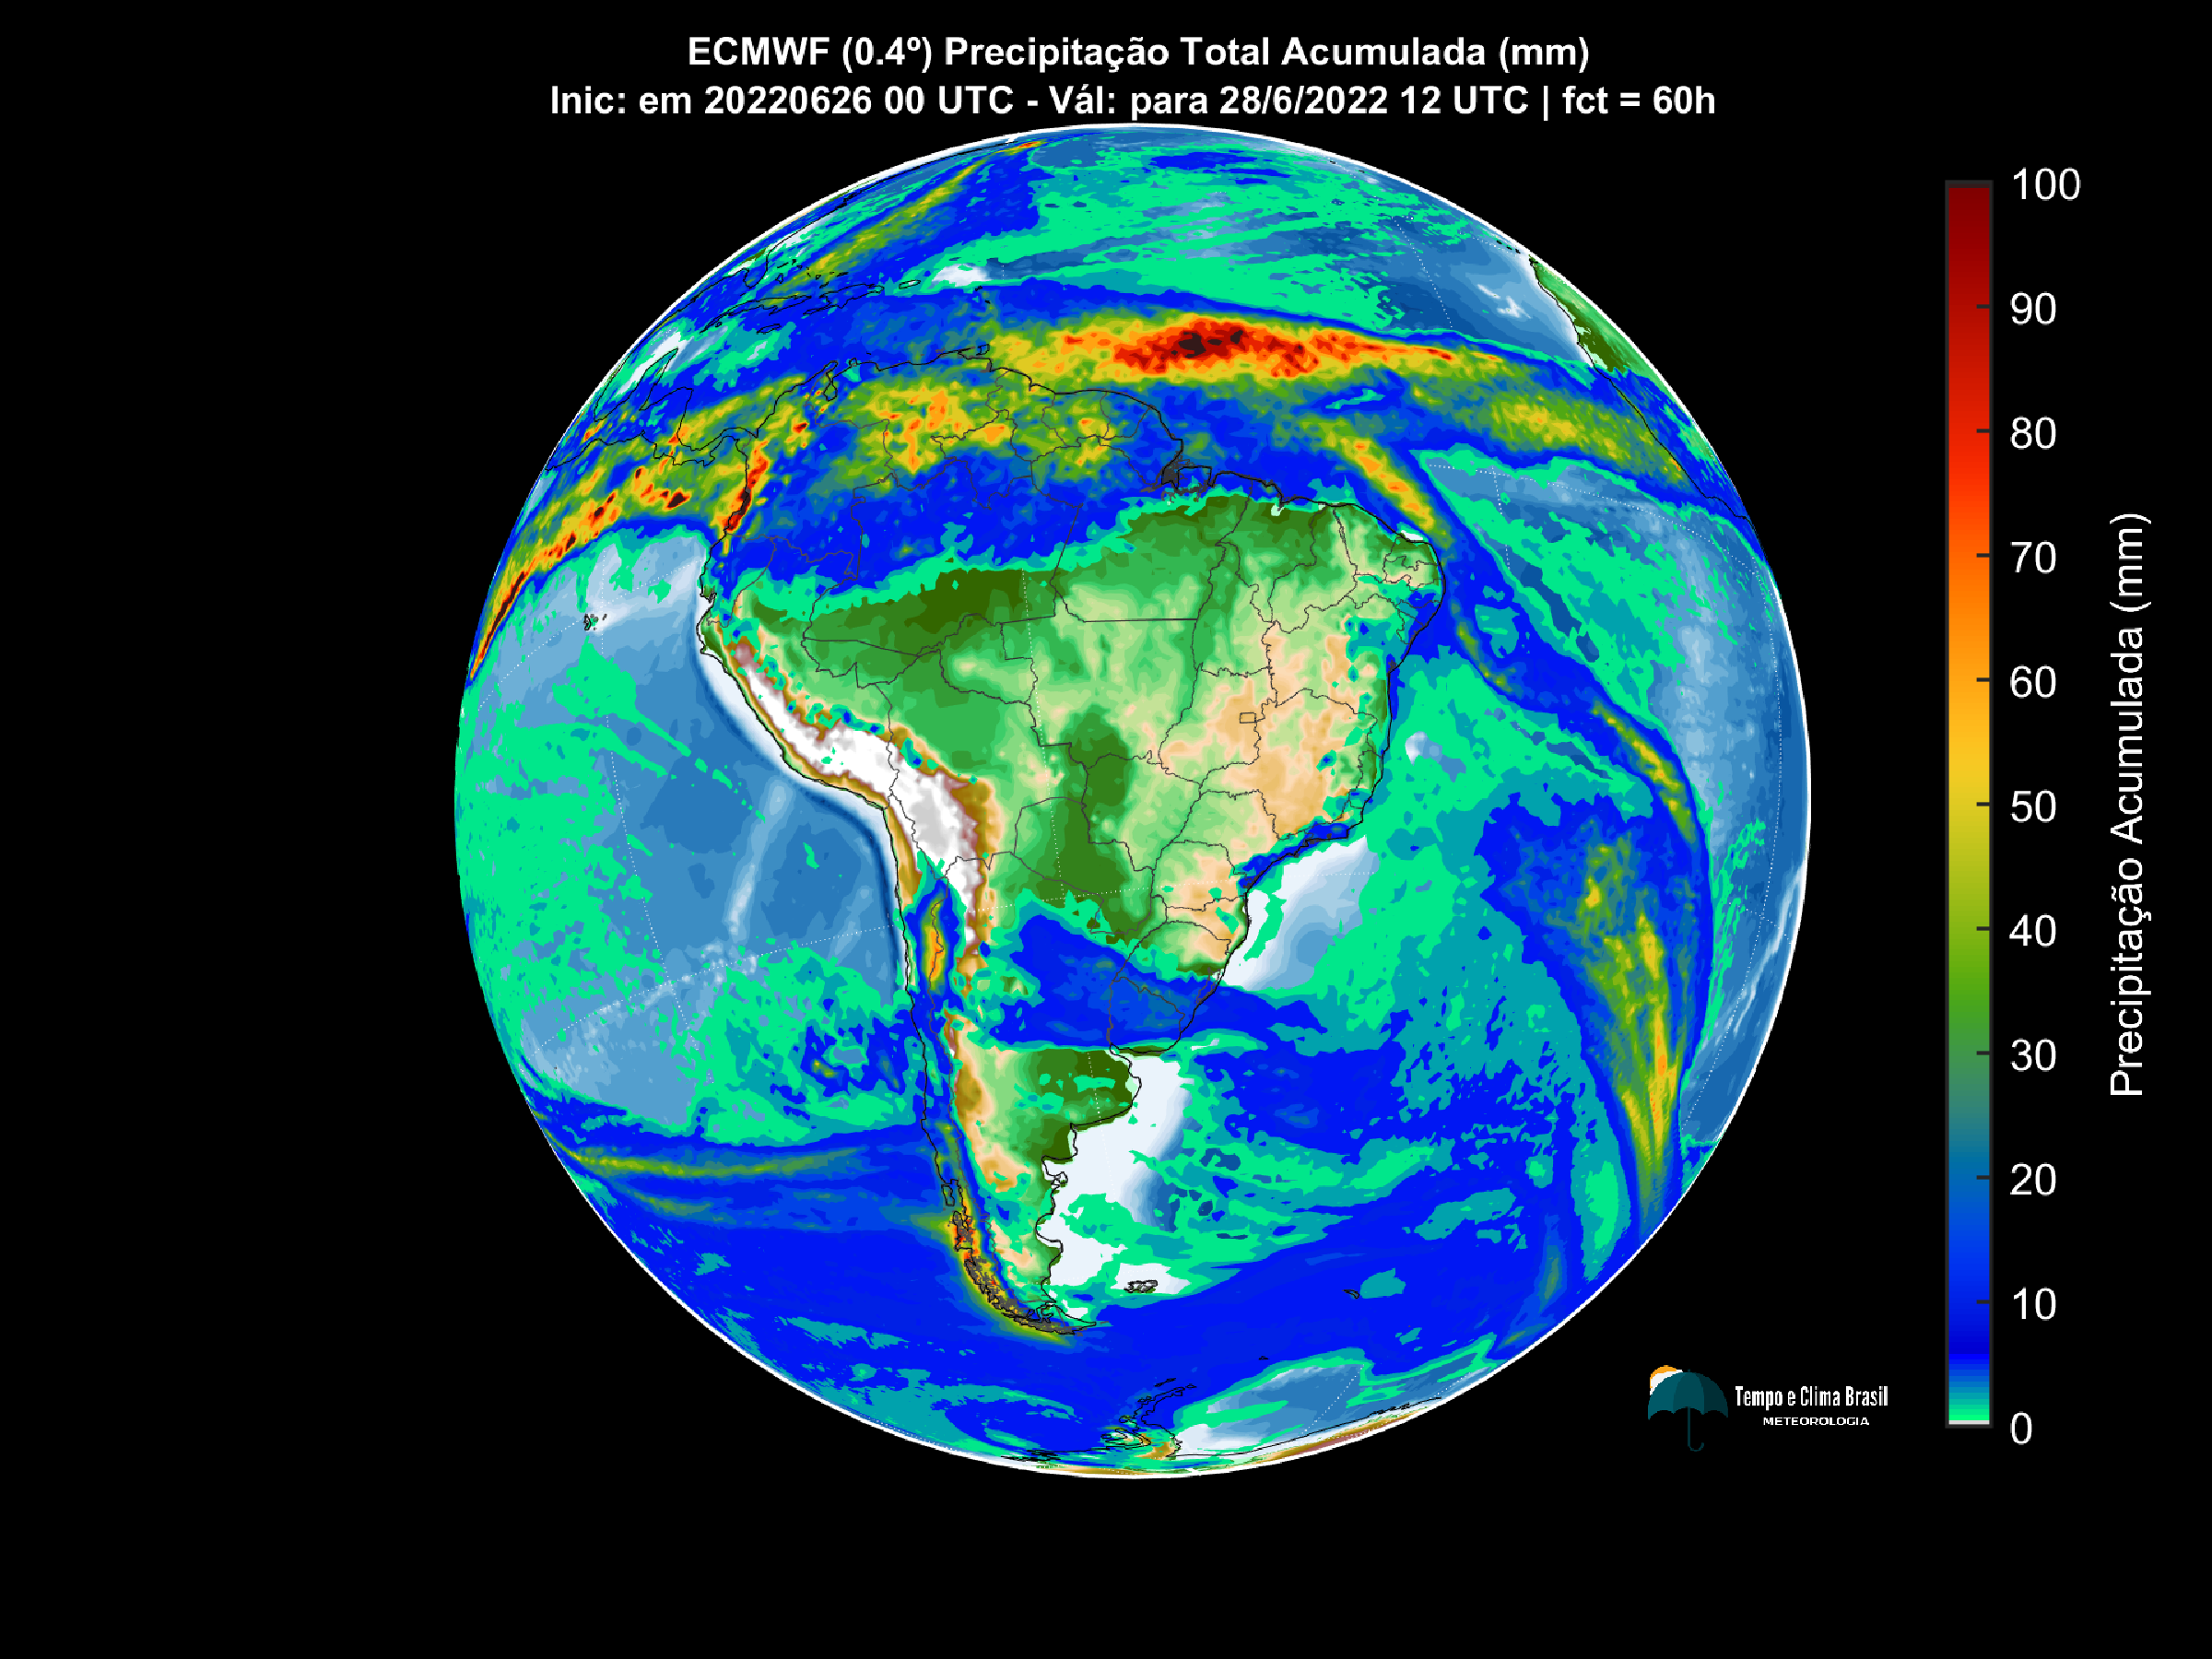 ECMWF (0.4º) Precipitação Total Acumulada (mm)
Inic: em 20220626 00 UTC - Vál: para 28/6/2022 12 UTC | fct = 60h
100
90
80
70
60
50
40
30
20
10
0
Precipitação Acumulada (mm)
Tempo e Clima Brasil
METEOROLOGIA